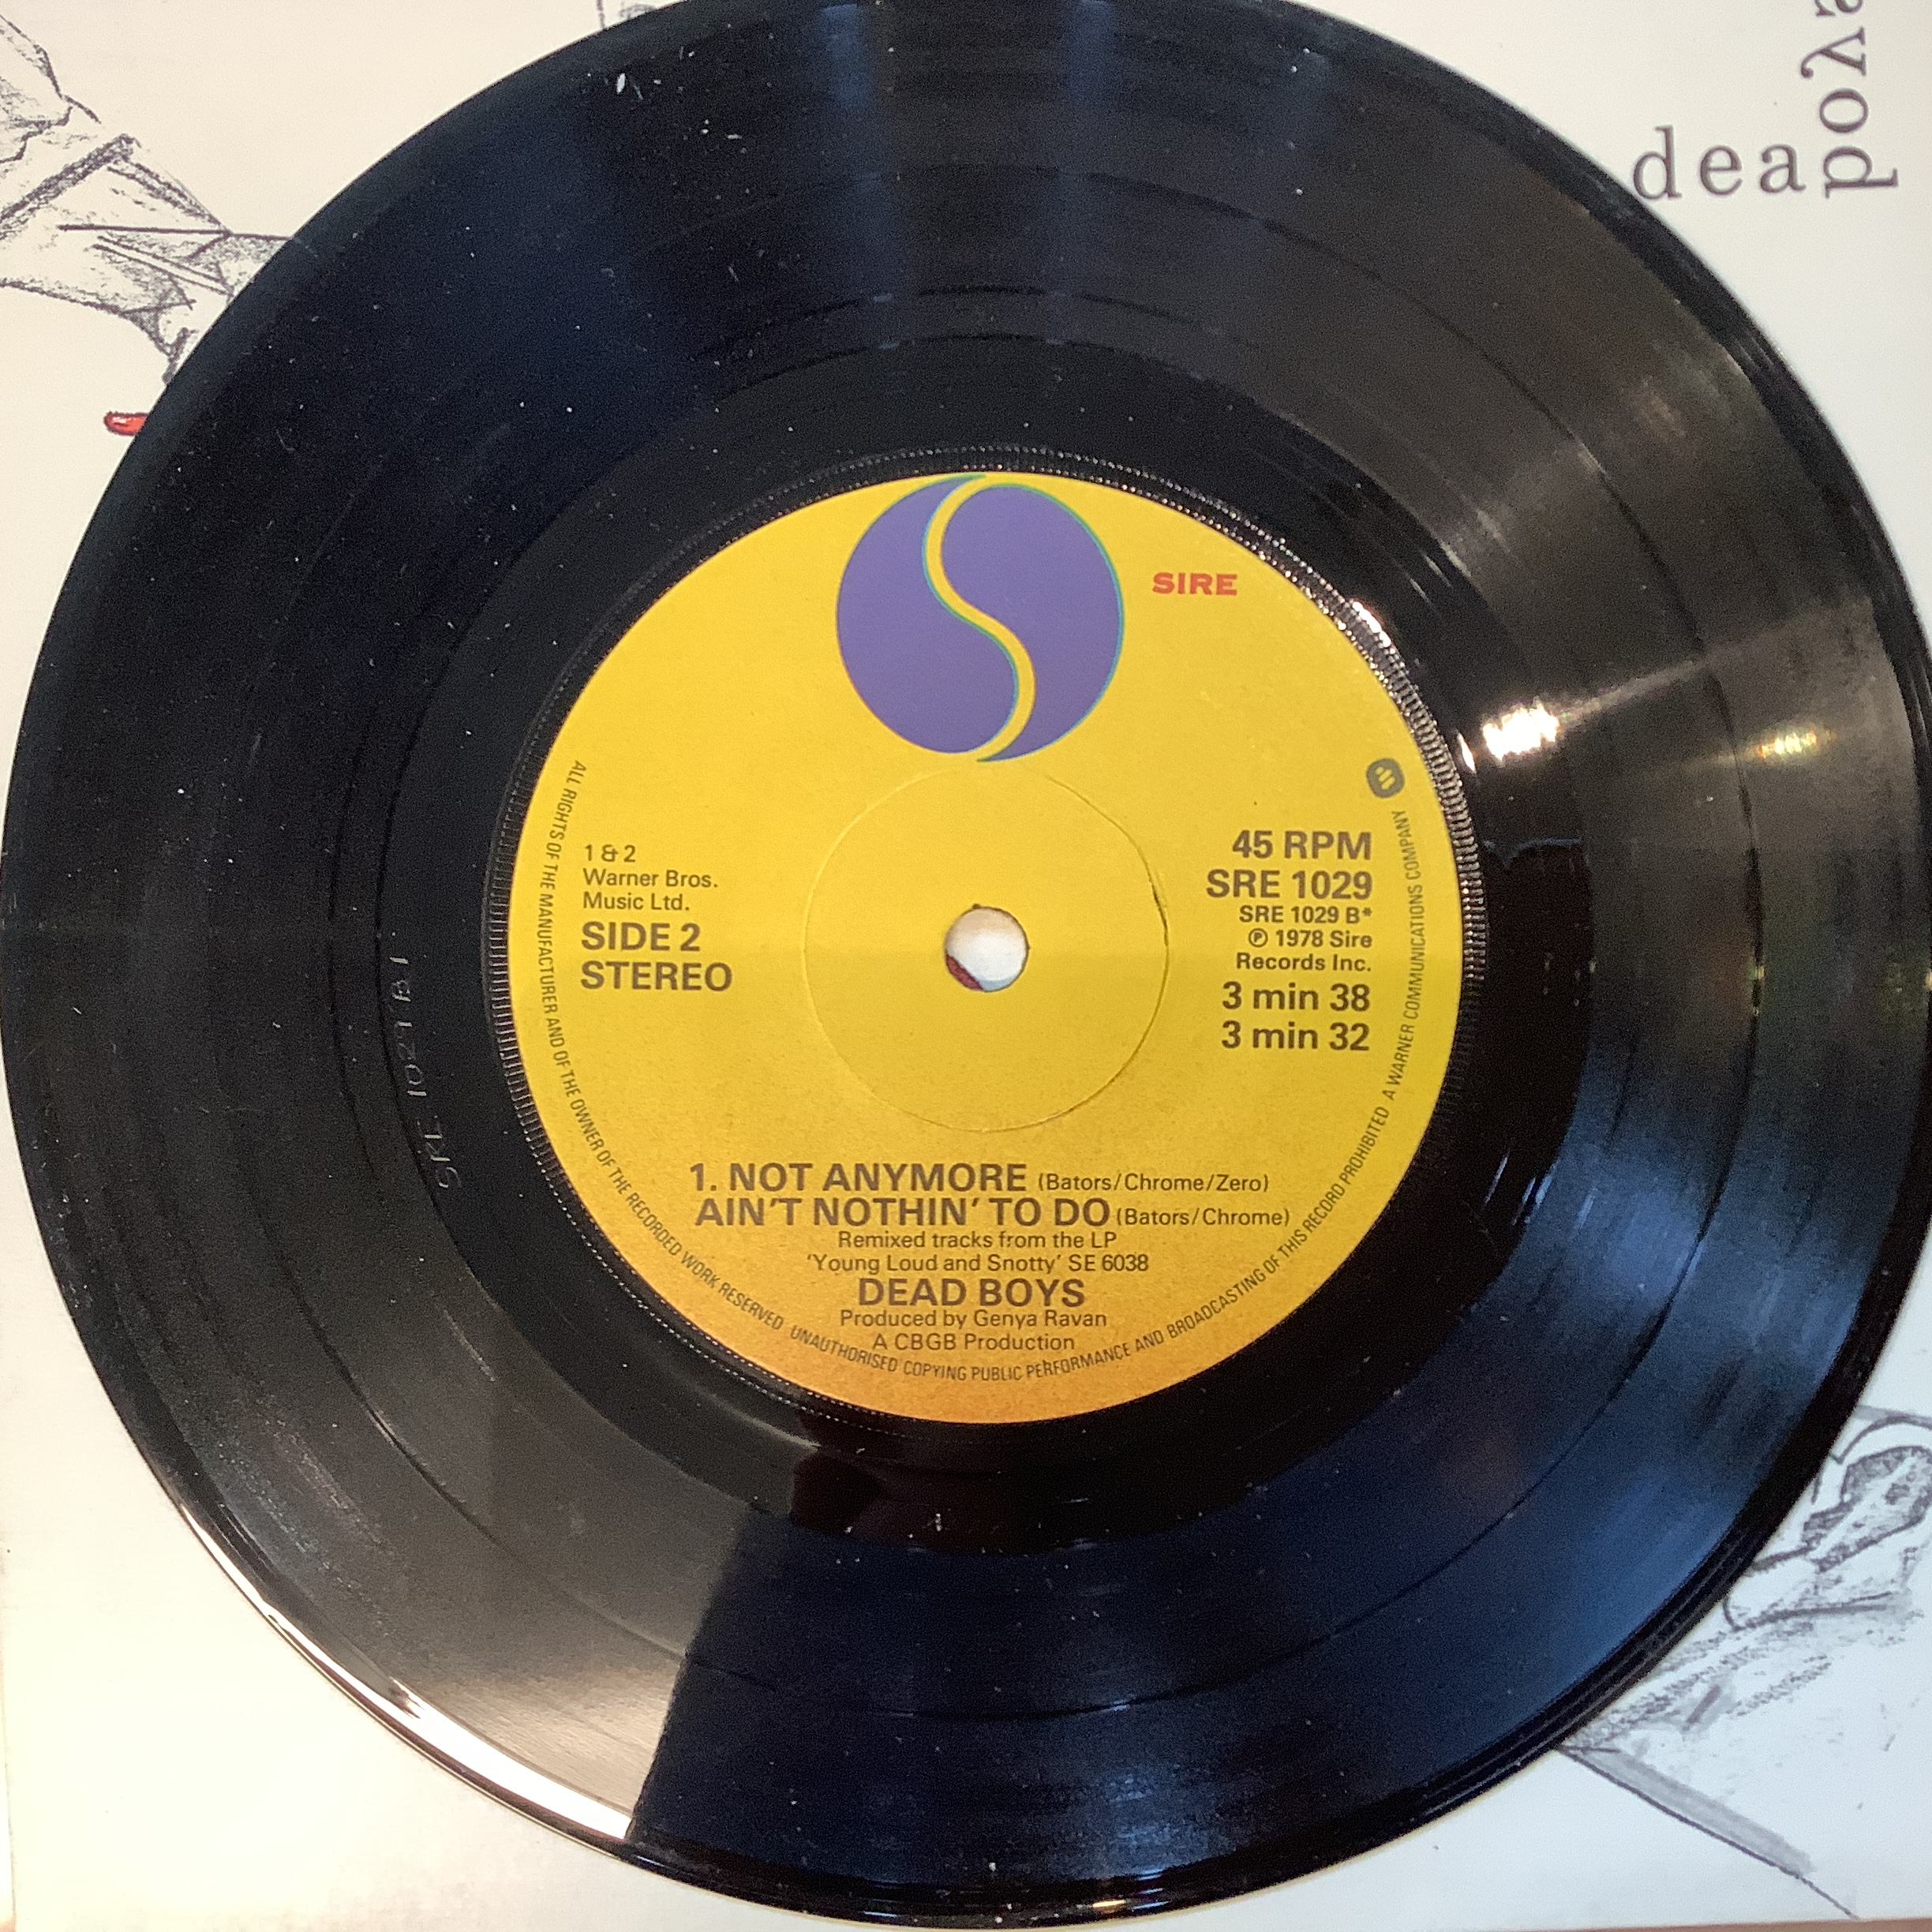 dea
poya
SIRE
1 & 2
Warner Bros.
Music Ltd.
SIDE 2
STEREO
45 RPM
SRE 1029
SRE 1029 B*
℗ 1978 Sire
Records Inc.
3 min 38
3 min 32
1. NOT ANYMORE (Bators/Chrome/Zero)
AIN'T NOTHIN' TO DO (Bators/Chrome)
Remixed tracks from the LP
'Young Loud and Snotty' SE 6038
DEAD BOYS
Produced by Genya Ravan
A CBGB Production
ALL RIGHTS OF THE MANUFACTURER AND OF THE OWNER OF THE RECORDED WORK RESERVED UNAUTHORISED COPYING PUBLIC PERFORMANCE AND BROADCASTING OF THIS RECORD PROHIBITED A WARNER COMMUNICATIONS COMPANY
SRE 1029 B1